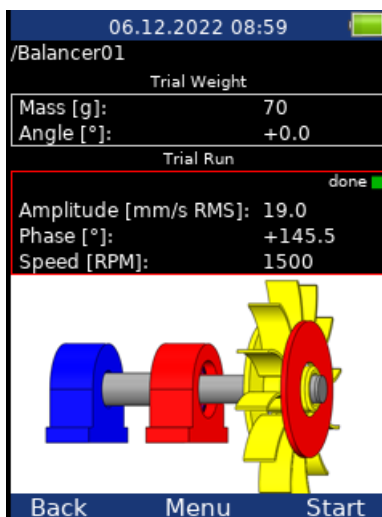 06.12.2022 08:59
/Balancer01
Trial Weight
Mass [g]: 70
Angle [°]: +0.0
Trial Run
done
Amplitude [mm/s RMS]: 19.0
Phase [°]: +145.5
Speed [RPM]: 1500
Back Menu Start